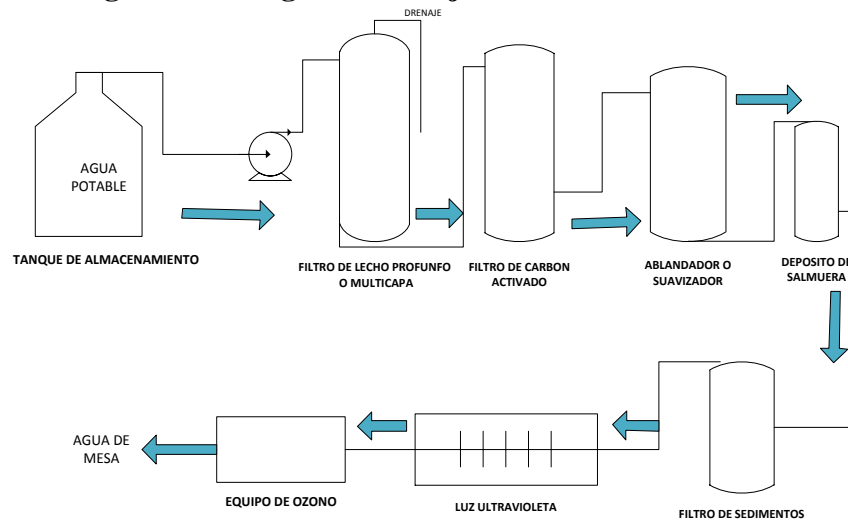 DRENAJE
AGUA
POTABLE
TANQUE DE ALMACENAMIENTO
FILTRO DE LECHO PROFUNFO
O MULTICAPA
FILTRO DE CARBON
ACTIVADO
ABLANDADOR O
SUAVIZADOR
DEPOSITO DE
SALMUERA
AGUA DE
MESA
EQUIPO DE OZONO
LUZ ULTRAVIOLETA
FILTRO DE SEDIMENTOS